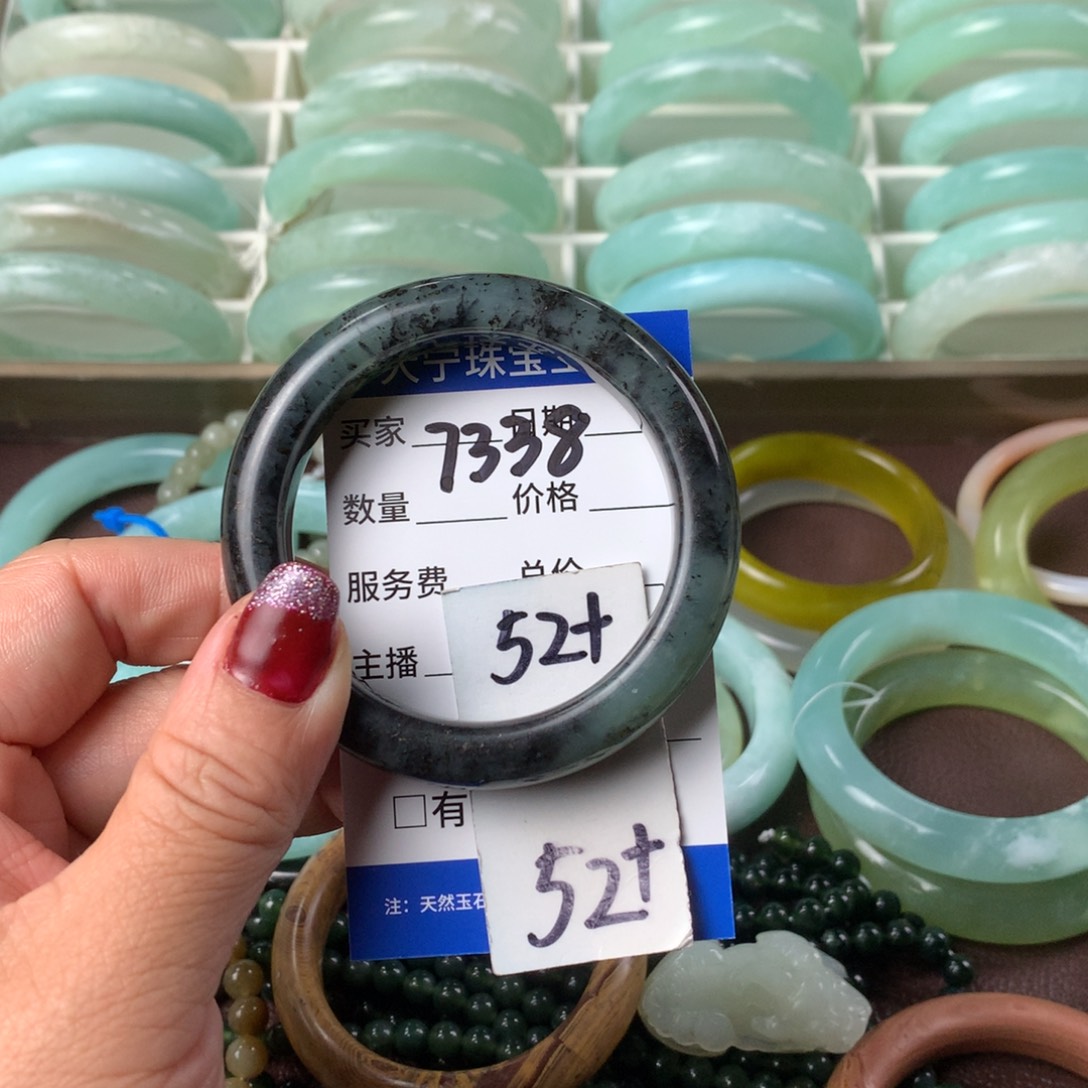 宁珠宝
买家 7338 日期
数量 价格
服务费 总价
52+
主播
□有
52+
注：天然玉石